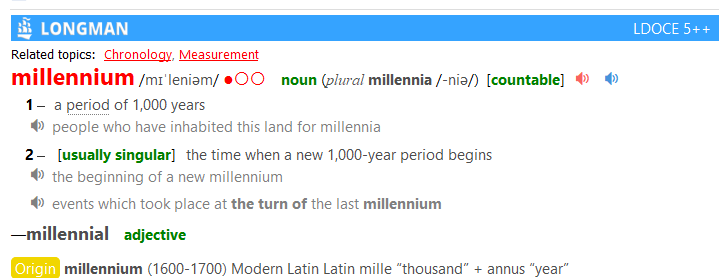 LONGMAN LDOCE 5++
Related topics: Chronology, Measurement
millennium /mɪˈleniəm/ ●○○ noun (plural millennia /-niə/) [countable]
1 – a period of 1,000 years
people who have inhabited this land for millennia
2 – [usually singular] the time when a new 1,000-year period begins
the beginning of a new millennium
events which took place at the turn of the last millennium
—millennial adjective
Origin millennium (1600-1700) Modern Latin Latin mille “thousand” + annus “year”